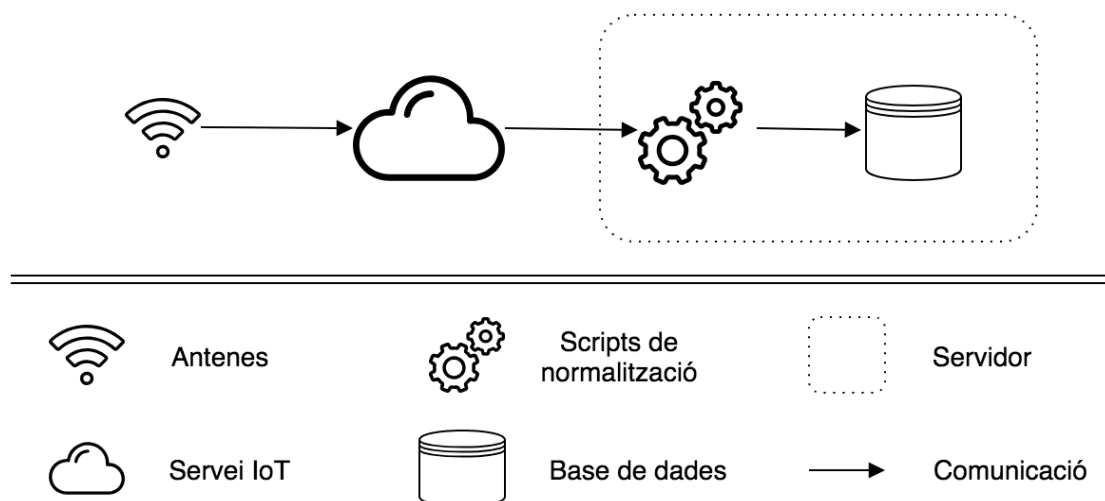 Antenes
Scripts de
normalització
Servidor
Servei IoT
Base de dades
Comunicació